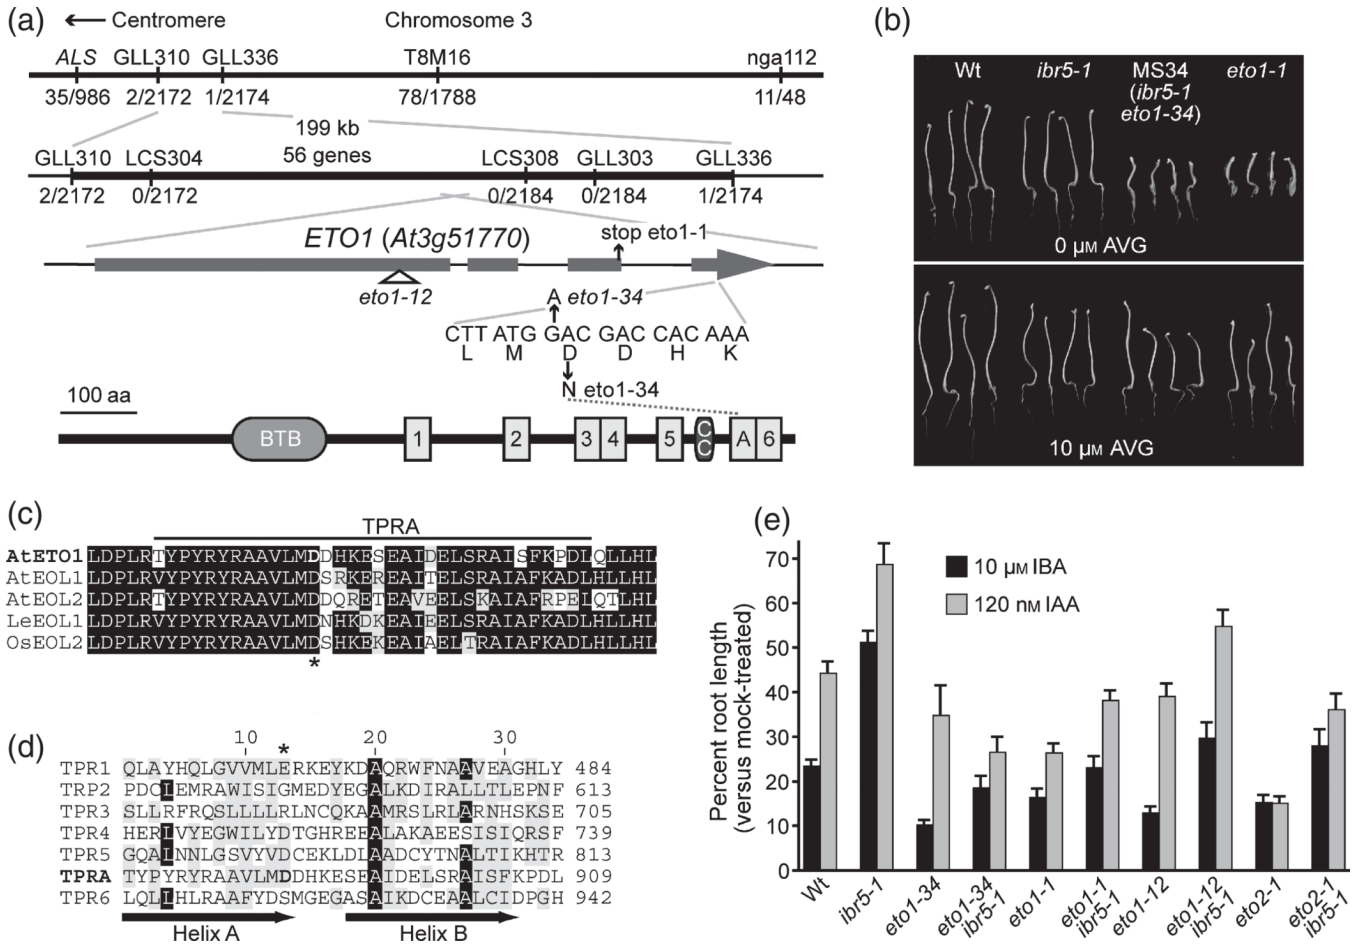 (a)
← Centromere Chromosome 3
ALS GLL310 GLL336 T8M16 nga112
35/986 2/2172 1/2174 78/1788 11/48
199 kb
56 genes
GLL310 LCS304 LCS308 GLL303 GLL336
2/2172 0/2172 0/2184 0/2184 1/2174
ETO1 (At3g51770)
stop eto1-1
eto1-12
A eto1-34
CTT ATG GAC GAC CAC AAA
L M D D H K
N eto1-34
100 aa
BTB 1 2 3 4 5 CC A 6
(b)
Wt ibr5-1 MS34 (ibr5-1 eto1-34) eto1-1
0 μM AVG
10 μM AVG
(c)
TPRA
AtETO1 LDPLRTYPYRYRAAVLMDDHKESEAIDELSRAISFKPDLQLLHL
AtEOL1 LDPLRVYPYRYRAAVLMDSRKEREAITELSRAIAFKADLHLLHL
AtEOL2 LDPLRTYPYRYRAAVLMDDQRETEAVEELSKAIAFRPELQTLHL
LeEOL1 LDPLRVYPYRYRAAVLMDNHKDKEAIEELSRAIAFKADLHLLHL
OsEOL2 LDPLRVYPYRYRAAVLMDSHKEKEAIAELTRAIAFKADLHLLHL
*
(d)
10 * 20 30
TPR1 QLAYHQLGVVMLERKEYKDAQRWFNAAVEAGHLY 484
TRP2 PDCLEMRAWISIGMEDYEGALKDIRALLTLEPNF 613
TPR3 SLLRFRQSLLLLRLNCQKAAMRSLRLARNHSKSE 705
TPR4 HERLVYEGWILYDTGHREEALAKAEESISIQRSF 739
TPR5 GQALNNLGSVYVDCEKLDLAADCYTNALTIKHTR 813
TPRA TYPYRYRAAVLMDDHKESEAIDELSRAISFKPDL 909
TPR6 LQLLHLRAAFYDSMGEGASAIKDCEAALCIDPGH 942
Helix A Helix B
(e)
Percent root length
(versus mock-treated)
70
60
50
40
30
20
10
0
10 μM IBA
120 nM IAA
Wt
ibr5-1
eto1-34
eto1-34 ibr5-1
eto1-1
eto1-1 ibr5-1
eto1-12
eto1-12 ibr5-1
eto2-1
eto2-1 ibr5-1